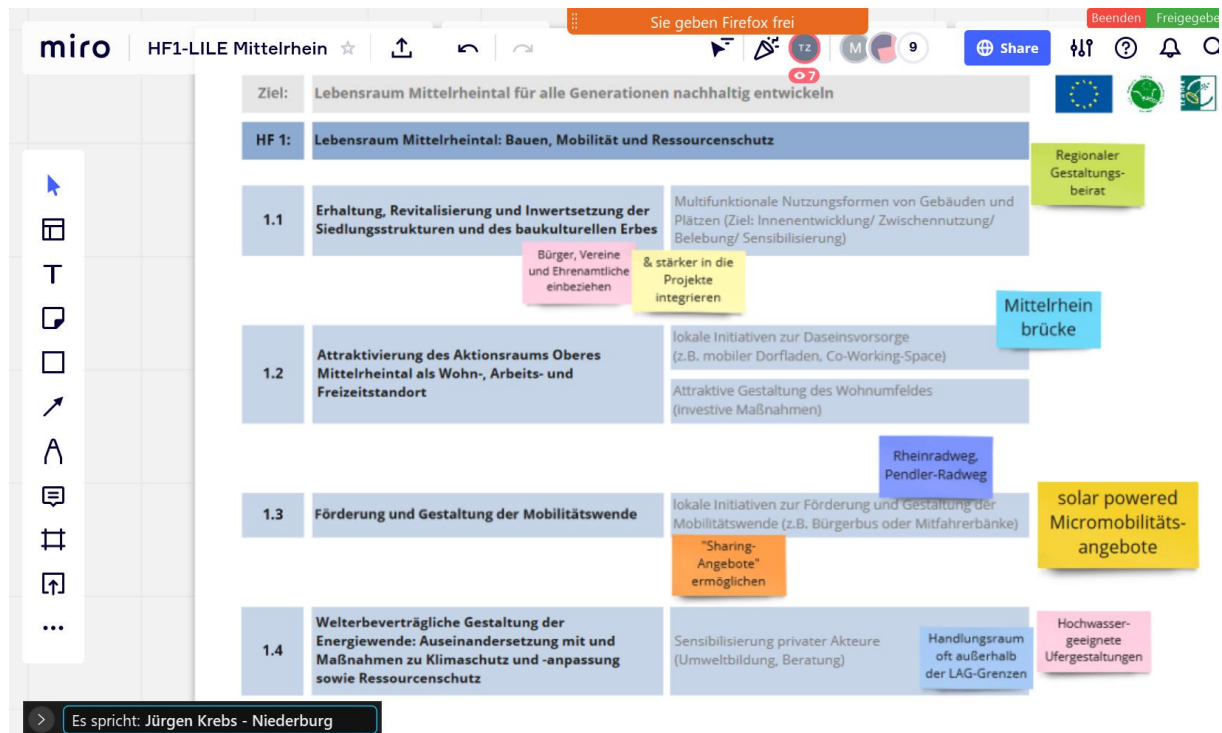 Sie geben Firefox frei
Beenden
Freigegebe
miro
HF1-LILE Mittelrhein
TZ
7
M
9
Share
Ziel:
Lebensraum Mittelrheintal für alle Generationen nachhaltig entwickeln
HF 1:
Lebensraum Mittelrheintal: Bauen, Mobilität und Ressourcenschutz
Regionaler
Gestaltungs-
beirat
1.1
Erhaltung, Revitalisierung und Inwertsetzung der
Siedlungsstrukturen und des baukulturellen Erbes
Multifunktionale Nutzungsformen von Gebäuden und
Plätzen (Ziel: Innenentwicklung/ Zwischennutzung/
Belebung/ Sensibilisierung)
Bürger, Vereine
und Ehrenamtliche
einbeziehen
& stärker in die
Projekte
integrieren
Mittelrhein
brücke
1.2
Attraktivierung des Aktionsraums Oberes
Mittelrheintal als Wohn-, Arbeits- und
Freizeitstandort
lokale Initiativen zur Daseinsvorsorge
(z.B. mobiler Dorfladen, Co-Working-Space)
Attraktive Gestaltung des Wohnumfeldes
(investive Maßnahmen)
Rheinradweg,
Pendler-Radweg
1.3
Förderung und Gestaltung der Mobilitätswende
lokale Initiativen zur Förderung und Gestaltung der
Mobilitätswende (z.B. Bürgerbus oder Mitfahrerbänke)
solar powered
Micromobilitäts-
angebote
"Sharing-
Angebote"
ermöglichen
1.4
Welterbeverträgliche Gestaltung der
Energiewende: Auseinandersetzung mit und
Maßnahmen zu Klimaschutz und -anpassung
sowie Ressourcenschutz
Sensibilisierung privater Akteure
(Umweltbildung, Beratung)
Handlungsraum
oft außerhalb
der LAG-Grenzen
Hochwasser-
geeignete
Ufergestaltungen
Es spricht: Jürgen Krebs - Niederburg